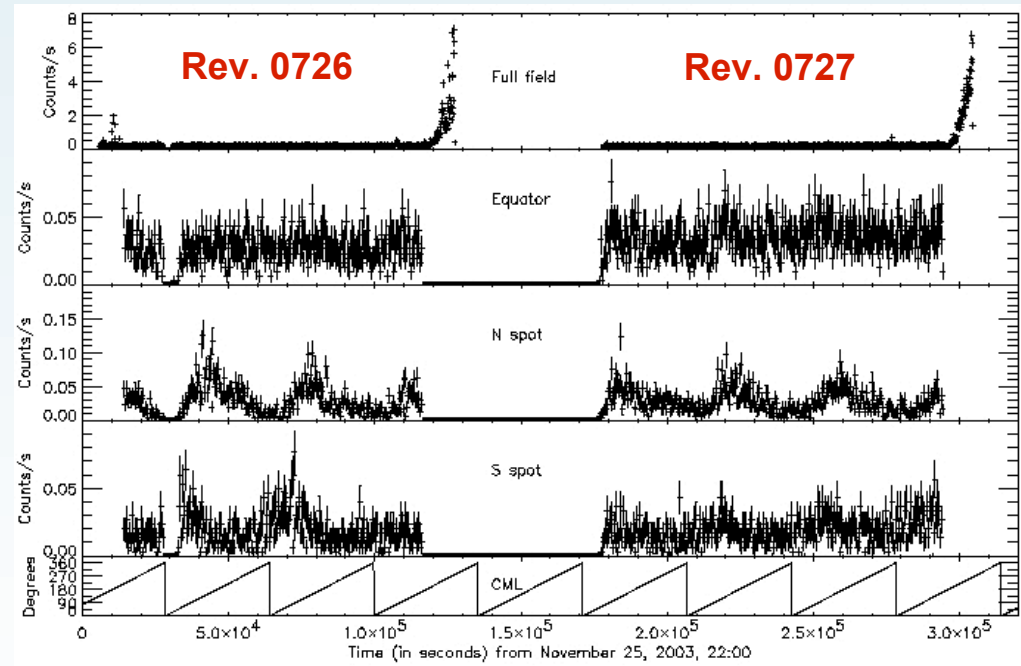 Rev. 0726
Rev. 0727
Counts/s
8
6
4
2
0
Full field
Counts/s
0.05
0.00
Equator
Counts/s
0.15
0.10
0.05
0.00
N spot
Counts/s
0.05
0.00
S spot
Degrees
360
270
180
90
0
CML
0
5.0×10⁴
1.0×10⁵
1.5×10⁵
2.0×10⁵
2.5×10⁵
3.0×10⁵
Time (in seconds) from November 25, 2003, 22:00